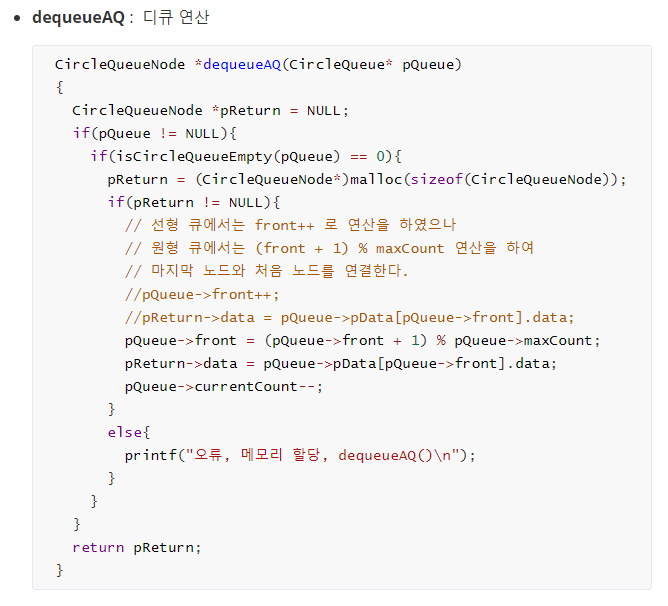 dequeueAQ : 디큐 연산
CircleQueueNode *dequeueAQ(CircleQueue* pQueue)
{
  CircleQueueNode *pReturn = NULL;
  if(pQueue != NULL){
    if(isCircleQueueEmpty(pQueue) == 0){
      pReturn = (CircleQueueNode*)malloc(sizeof(CircleQueueNode));
      if(pReturn != NULL){
        // 선형 큐에서는 front++ 로 연산을 하였으나
        // 원형 큐에서는 (front + 1) % maxCount 연산을 하여
        // 마지막 노드와 처음 노드를 연결한다.
        //pQueue->front++;
        //pReturn->data = pQueue->pData[pQueue->front].data;
        pQueue->front = (pQueue->front + 1) % pQueue->maxCount;
        pReturn->data = pQueue->pData[pQueue->front].data;
        pQueue->currentCount--;
      }
      else{
        printf("오류, 메모리 할당, dequeueAQ()\n");
      }
    }
  }
  return pReturn;
}